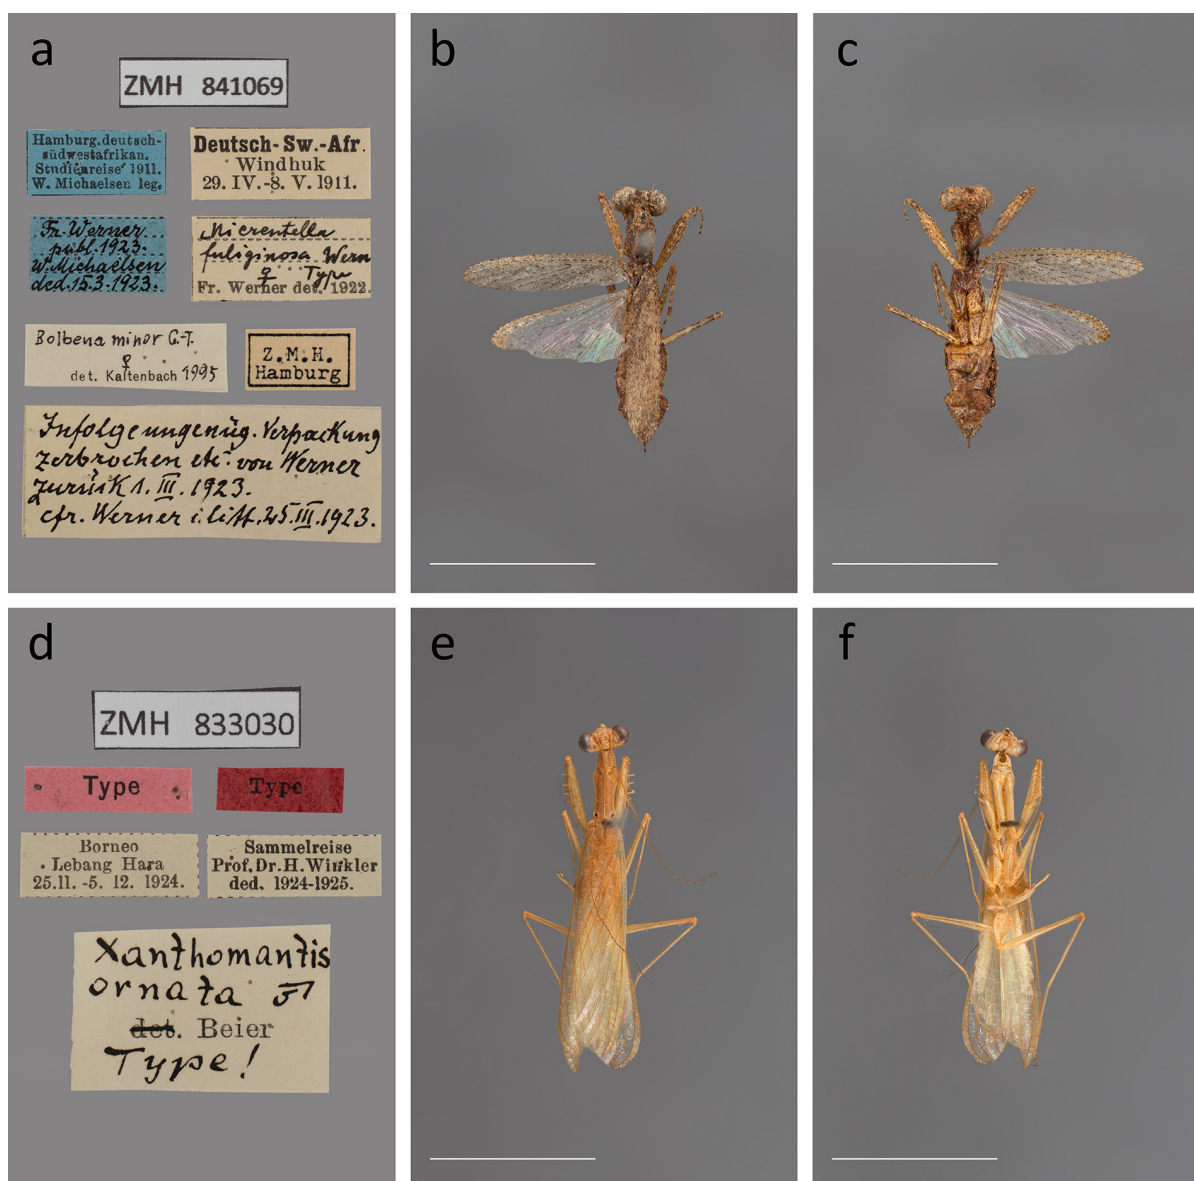 a
ZMH 841069
Hamburg. deutsch-
südwestafrikan.
Studienreise 1911.
W. Michaelsen leg.
Deutsch-Sw.-Afr.
Windhuk
29. IV.-8. V. 1911.
Fr. Werner
publ. 1923.
W. Michaelsen
ded. 15.3.1923.
Micrentella
fuliginosa Wern
♀ Type
Fr. Werner det. 1922.
Bolbena minor G.-T.
♀
det. Kaltenbach 1995
Z. M. H.
Hamburg
Infolge ungenüg. Verpackung
zerbrochen etc. von Werner
zurück 1. III. 1923.
cfr. Werner i. litt. 25. III. 1923.
b
c
d
ZMH 833030
Type
Type
Borneo
Lebang Hara
25.11. -5. 12. 1924.
Sammelreise
Prof. Dr. H. Winkler
ded. 1924-1925.
Xanthomantis
ornata ♂
det. Beier
Type!
e
f